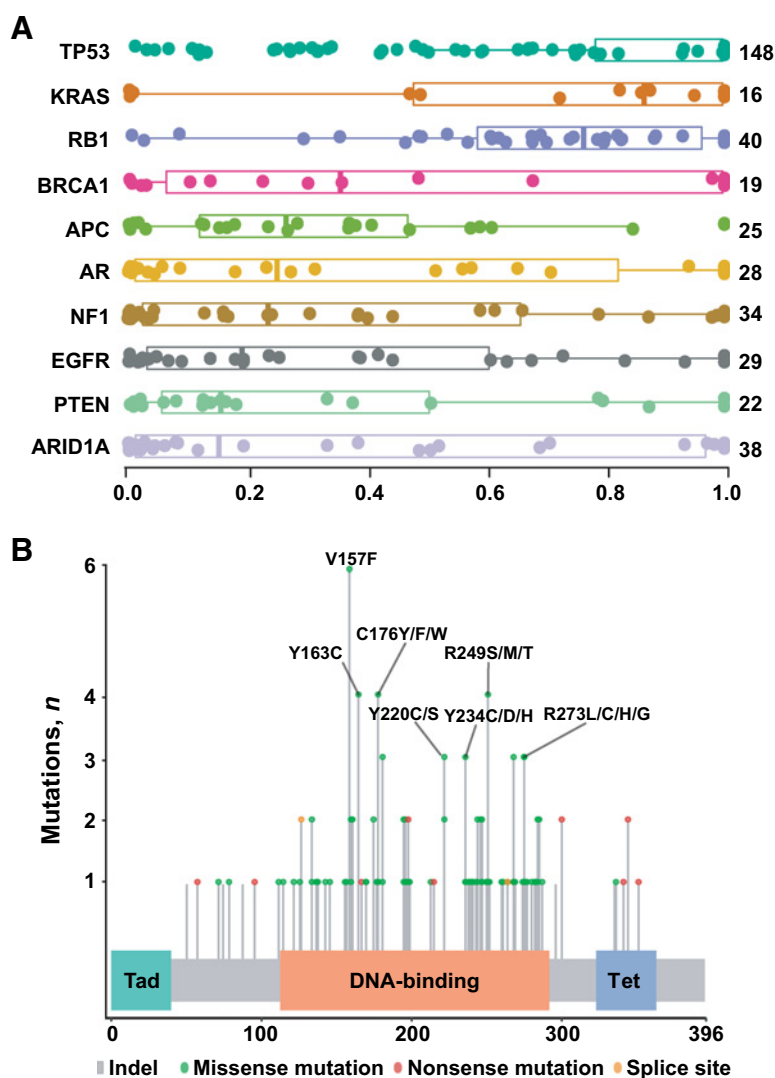 A
TP53 148
KRAS 16
RB1 40
BRCA1 19
APC 25
AR 28
NF1 34
EGFR 29
PTEN 22
ARID1A 38
0.0 0.2 0.4 0.6 0.8 1.0
B
Mutations, n
6
4
3
2
1
V157F
C176Y/F/W
Y163C
R249S/M/T
Y220C/S
Y234C/D/H
R273L/C/H/G
Tad DNA-binding Tet
0 100 200 300 396
Indel Missense mutation Nonsense mutation Splice site